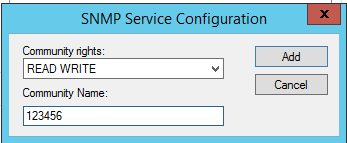 SNMP Service Configuration
x
Community rights:
READ WRITE
Add
Cancel
Community Name:
123456